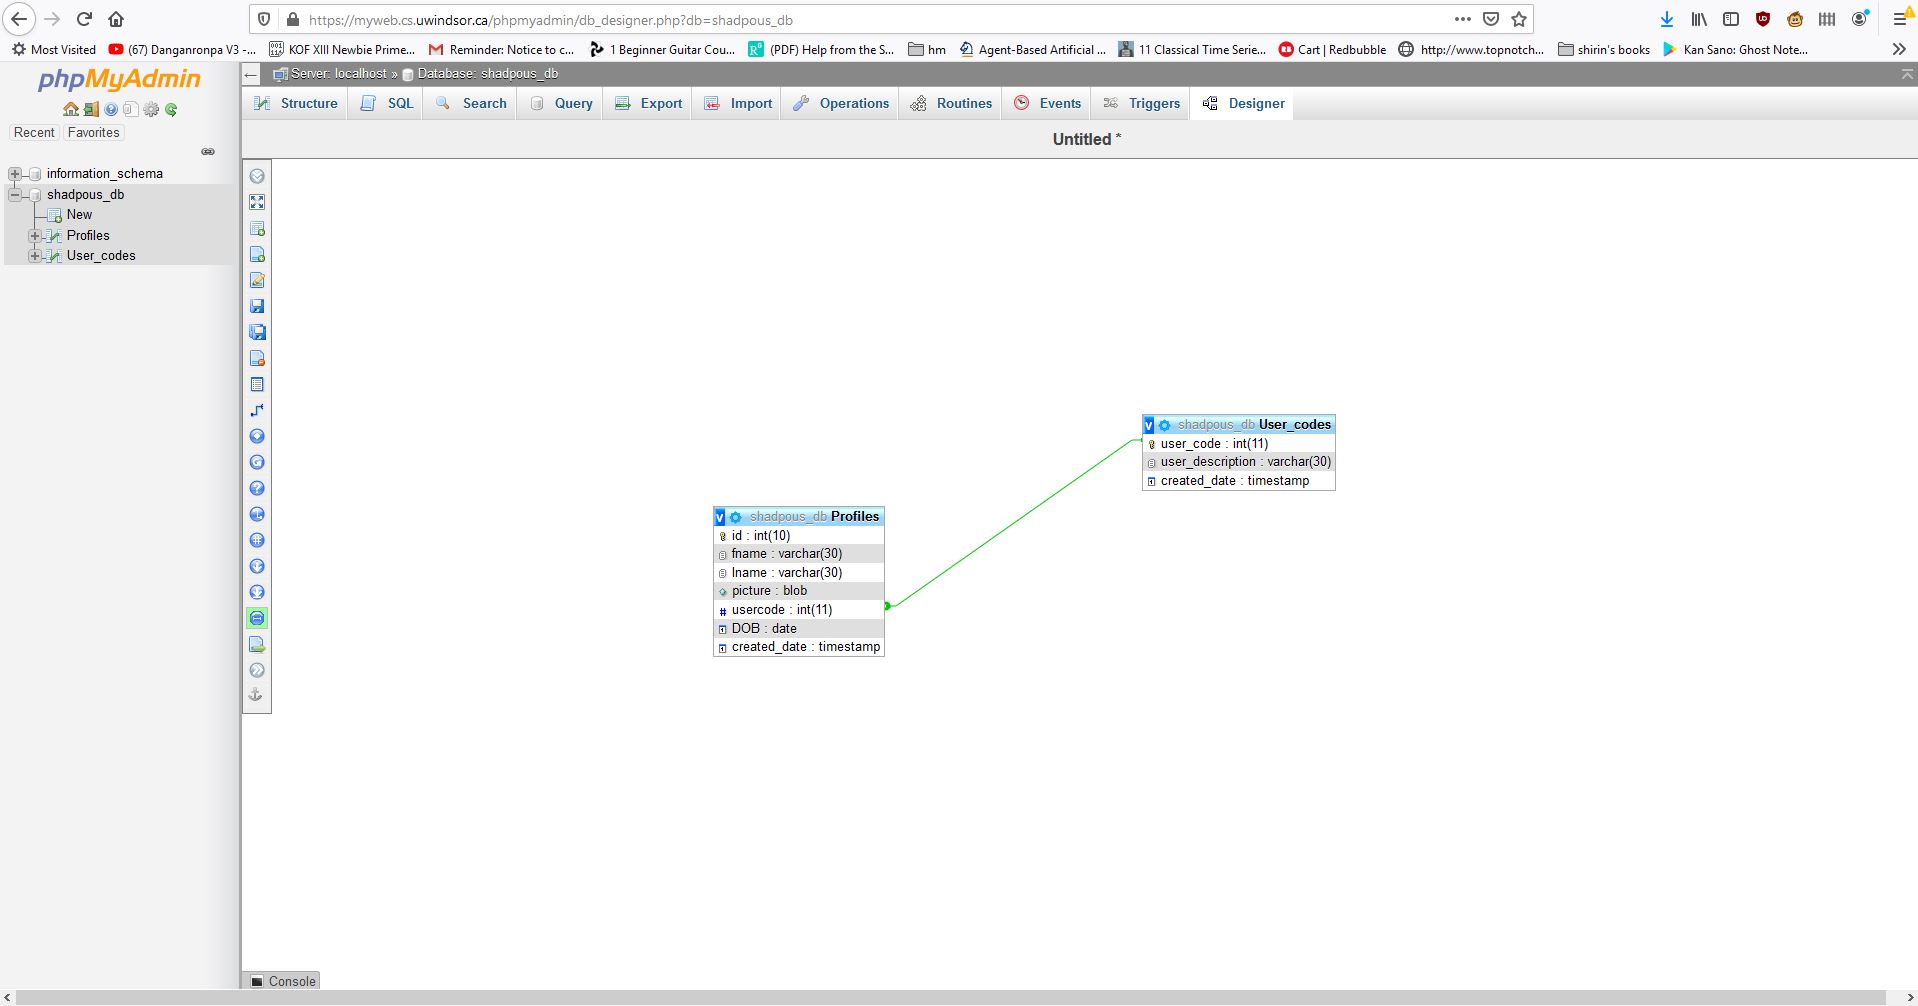 https://myweb.cs.uwindsor.ca/phpmyadmin/db_designer.php?db=shadpous_db
Most Visited (67) Danganronpa V3 -... KOF XIII Newbie Prime... Reminder: Notice to c... 1 Beginner Guitar Cou... (PDF) Help from the S... hm Agent-Based Artificial ... 11 Classical Time Serie... Cart | Redbubble http://www.topnotch... shirin's books Kan Sano: Ghost Note...
phpMyAdmin
Recent Favorites
information_schema
shadpous_db
New
Profiles
User_codes
Server: localhost » Database: shadpous_db
Structure SQL Search Query Export Import Operations Routines Events Triggers Designer
Untitled *
v shadpous_db User_codes
user_code : int(11)
user_description : varchar(30)
created_date : timestamp
v shadpous_db Profiles
id : int(10)
fname : varchar(30)
lname : varchar(30)
picture : blob
# usercode : int(11)
DOB : date
created_date : timestamp
Console